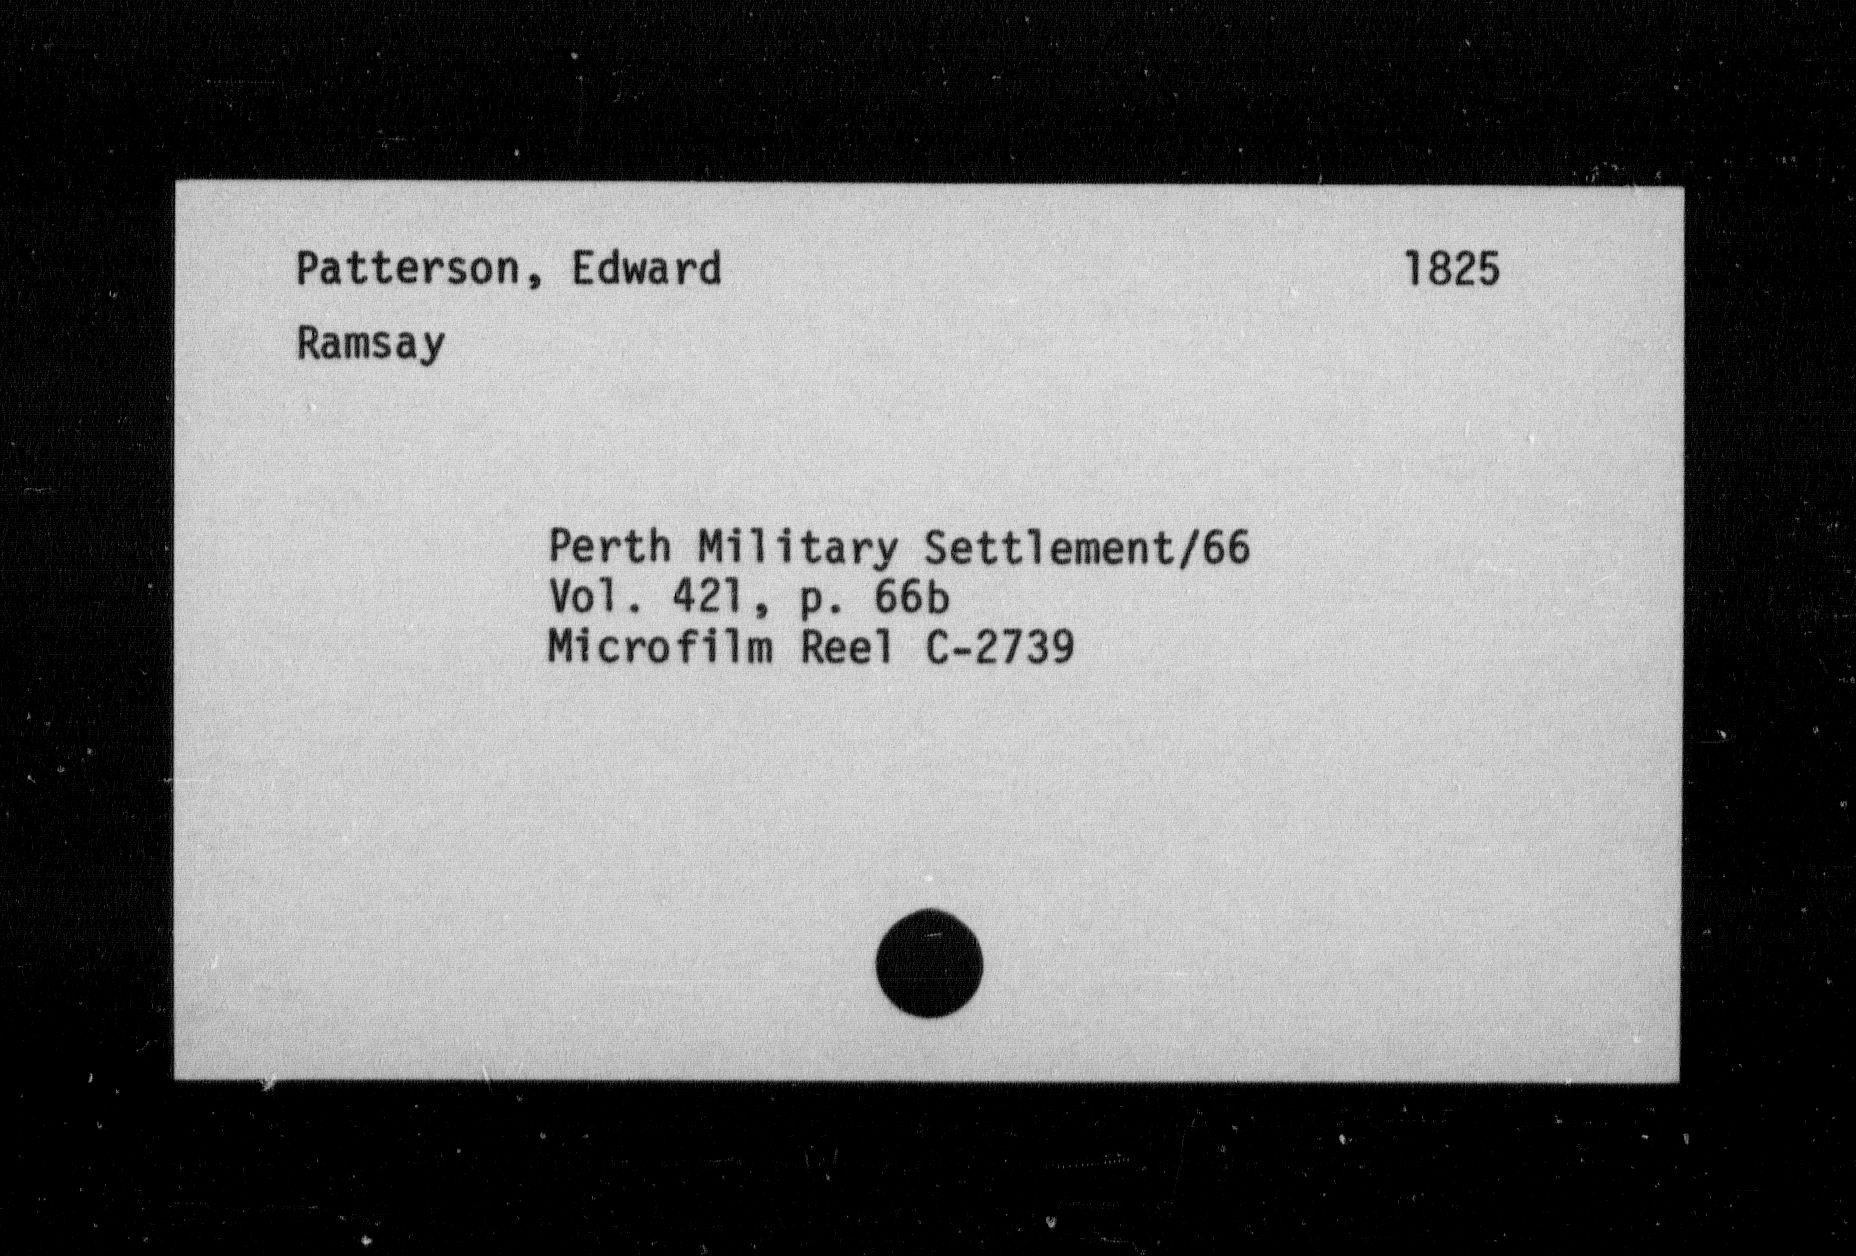 Patterson, Edward 1825
Ramsay
Perth Military Settlement/66
Vol. 421, p. 66b
Microfilm Reel C-2739